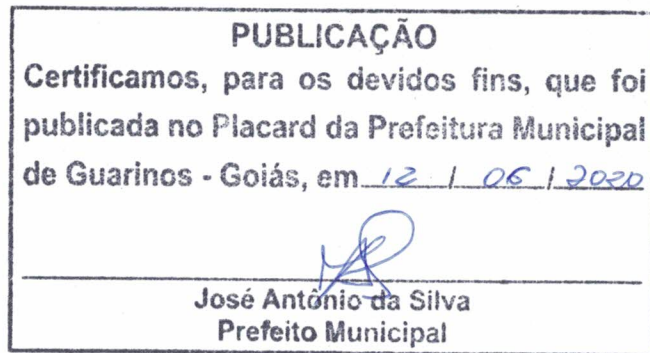 PUBLICAÇÃO
Certificamos, para os devidos fins, que foi
publicada no Placard da Prefeitura Municipal
de Guarinos - Goiás, em 12 / 06 / 2020
José Antônio da Silva
Prefeito Municipal